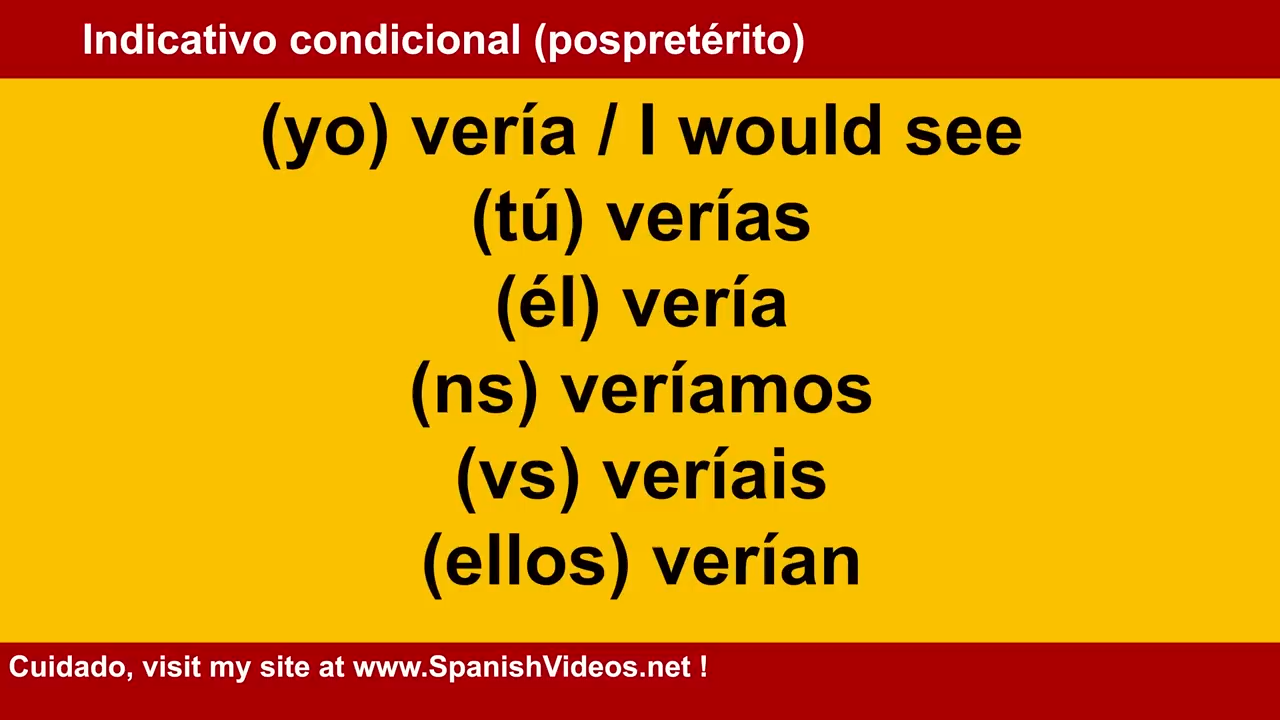 Indicativo condicional (pospretérito)
(yo) vería / I would see
(tú) verías
(él) vería
(ns) veríamos
(vs) veríais
(ellos) verían
Cuidado, visit my site at www.SpanishVideos.net !